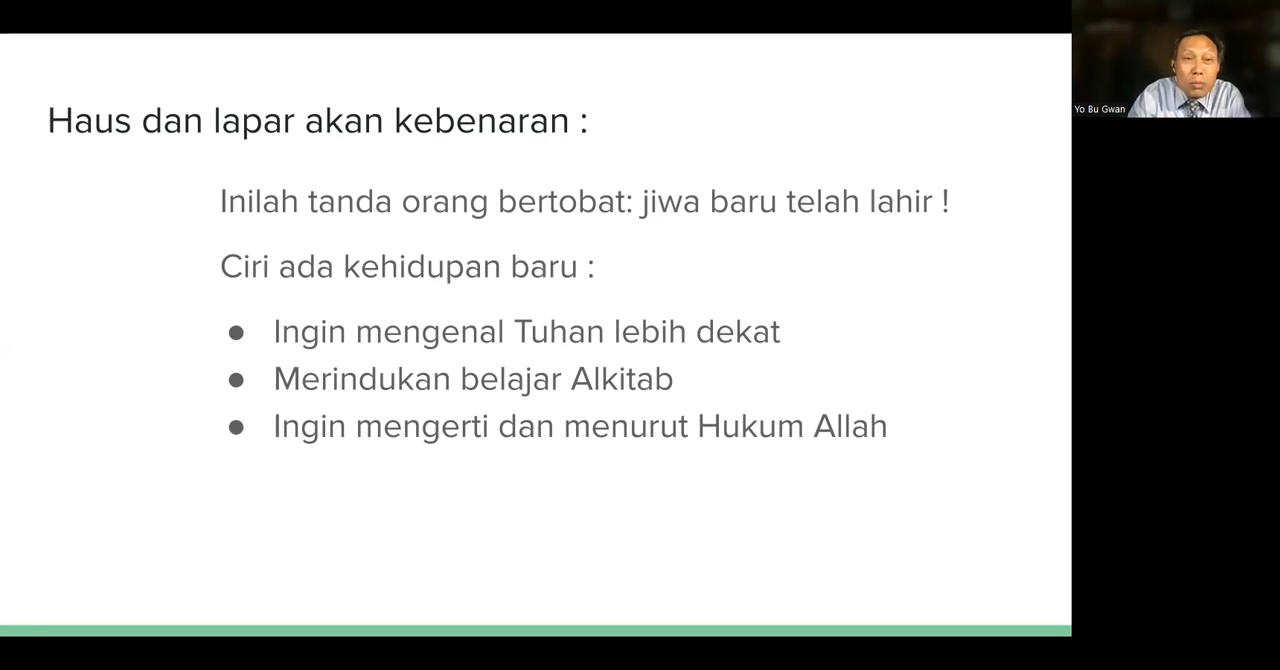 Haus dan lapar akan kebenaran :
Inilah tanda orang bertobat: jiwa baru telah lahir !
Ciri ada kehidupan baru :
● Ingin mengenal Tuhan lebih dekat
● Merindukan belajar Alkitab
● Ingin mengerti dan menurut Hukum Allah
Yo Bu Gwan